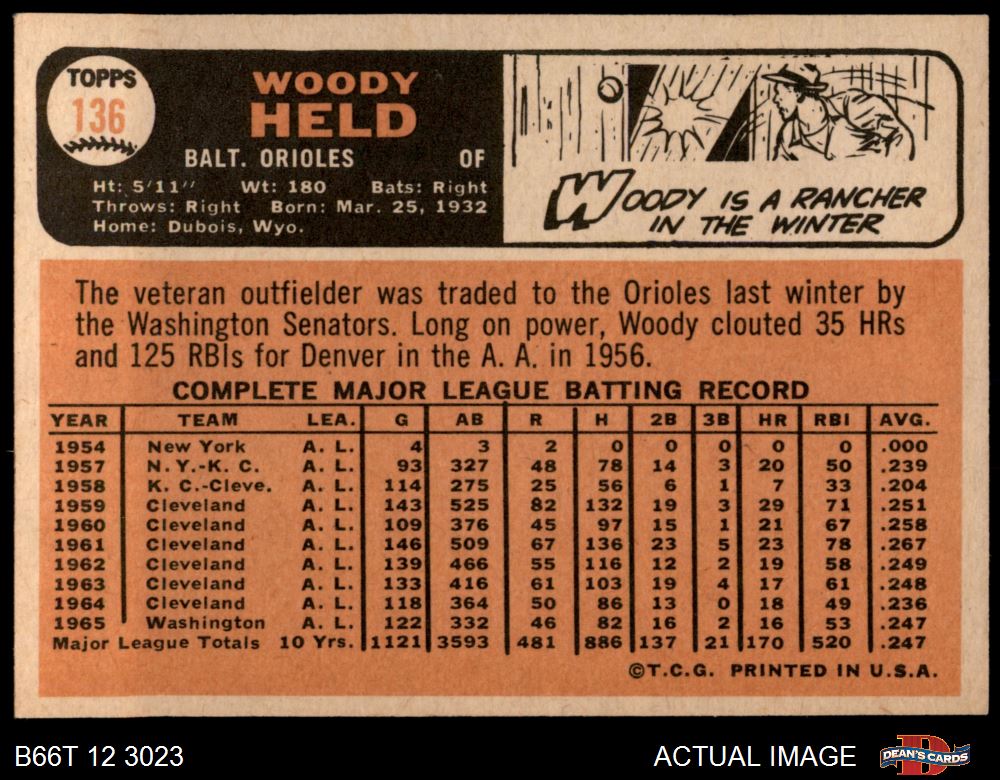 TOPPS
136
WOODY
HELD
BALT. ORIOLES OF
Ht: 5'11" Wt: 180 Bats: Right
Throws: Right Born: Mar. 25, 1932
Home: Dubois, Wyo.
WOODY IS A RANCHER
IN THE WINTER
The veteran outfielder was traded to the Orioles last winter by
the Washington Senators. Long on power, Woody clouted 35 HRs
and 125 RBIs for Denver in the A. A. in 1956.
COMPLETE MAJOR LEAGUE BATTING RECORD
YEAR TEAM LEA. G AB R H 2B 3B HR RBI AVG.
1954 New York A. L. 4 3 2 0 0 0 0 0 .000
1957 N. Y.-K. C. A. L. 93 327 48 78 14 3 20 50 .239
1958 K. C.-Cleve. A. L. 114 275 25 56 6 1 7 33 .204
1959 Cleveland A. L. 143 525 82 132 19 3 29 71 .251
1960 Cleveland A. L. 109 376 45 97 15 1 21 67 .258
1961 Cleveland A. L. 146 509 67 136 23 5 23 78 .267
1962 Cleveland A. L. 139 466 55 116 12 2 19 58 .249
1963 Cleveland A. L. 133 416 61 103 19 4 17 61 .248
1964 Cleveland A. L. 118 364 50 86 13 0 18 49 .236
1965 Washington A. L. 122 332 46 82 16 2 16 53 .247
Major League Totals 10 Yrs. 1121 3593 481 886 137 21 170 520 .247
©T.C.G. PRINTED IN U.S.A.
B66T 12 3023 ACTUAL IMAGE DEAN'S CARDS